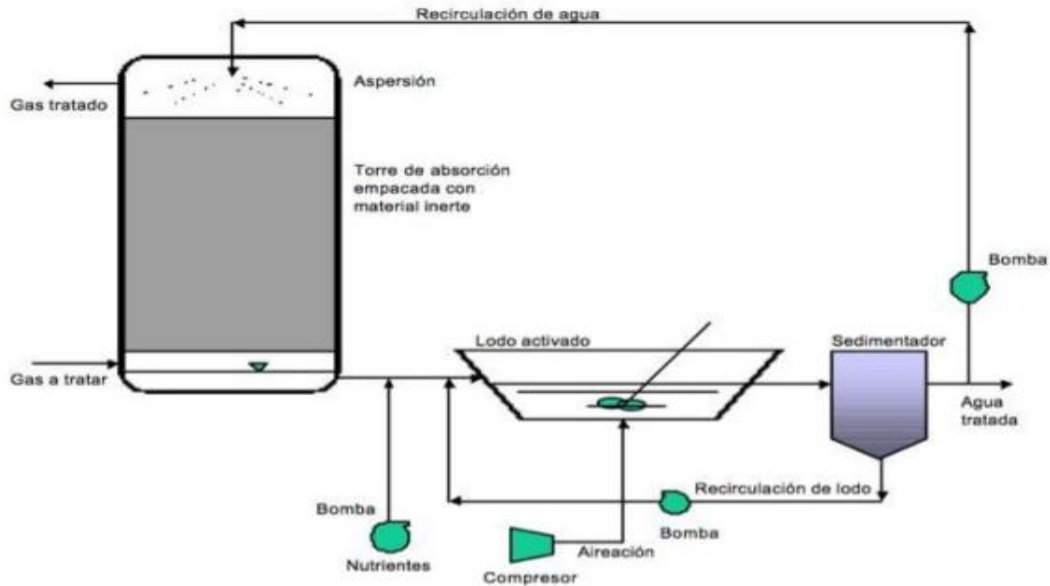 Recirculación de agua
Aspersión
Gas tratado
Torre de absorción
empacada con
material inerte
Bomba
Lodo activado
Sedimentador
Gas a tratar
Agua
tratada
Recirculación de lodo
Bomba
Bomba
Nutrientes
Aireación
Compresor